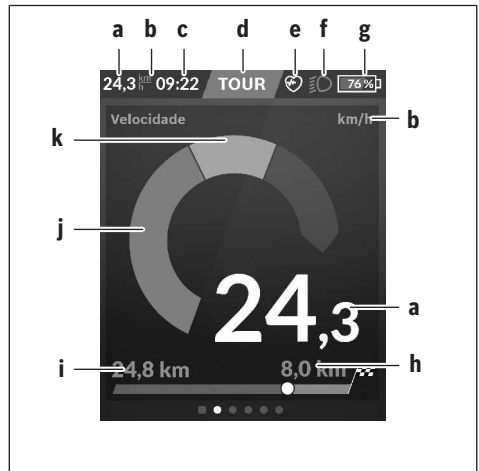 a b c d e f g
24,3 km/h 09:22 TOUR 76 %
Velocidade km/h b
k
j
24,3 a
i 24,8 km 8,0 km h